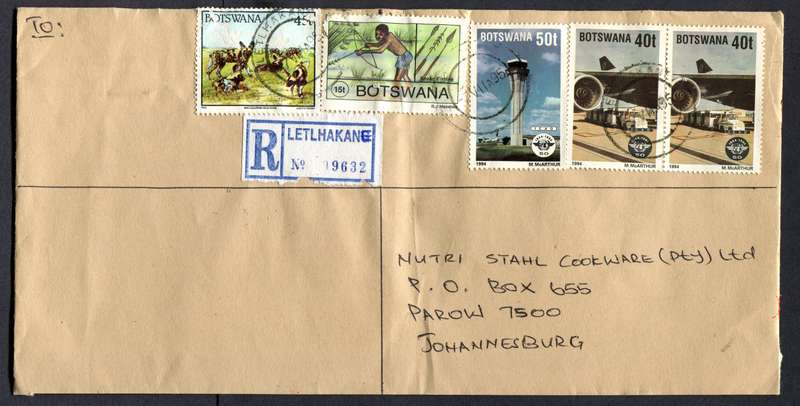 To:
BOTSWANA
15t
BOTSWANA
BOTSWANA 50t
1994
M. McARTHUR
BOTSWANA 40t
1994
M. McARTHUR
BOTSWANA 40t
1994
M. McARTHUR
R LETLHAKANE
No 09632
NUTRI STAHL COOKWARE (Pty) Ltd
P. O. BOX 655
PAROW 7500
JOHANNESBURG